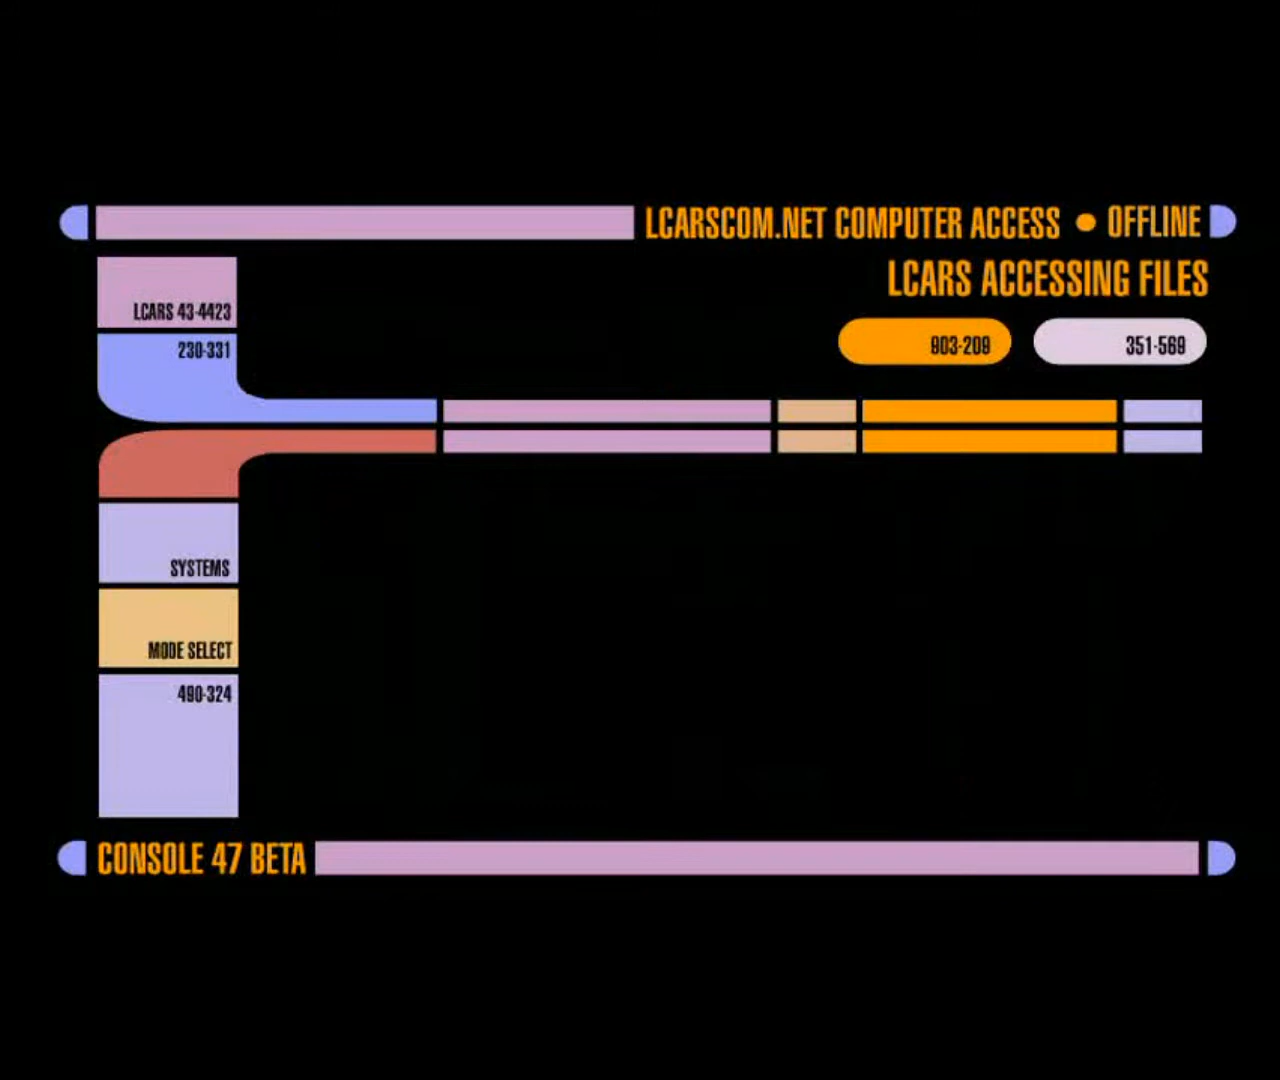 LCARSCOM.NET COMPUTER ACCESS • OFFLINE
LCARS ACCESSING FILES
LCARS 43-4423
230-331
903-209
351-569
SYSTEMS
MODE SELECT
490-324
CONSOLE 47 BETA